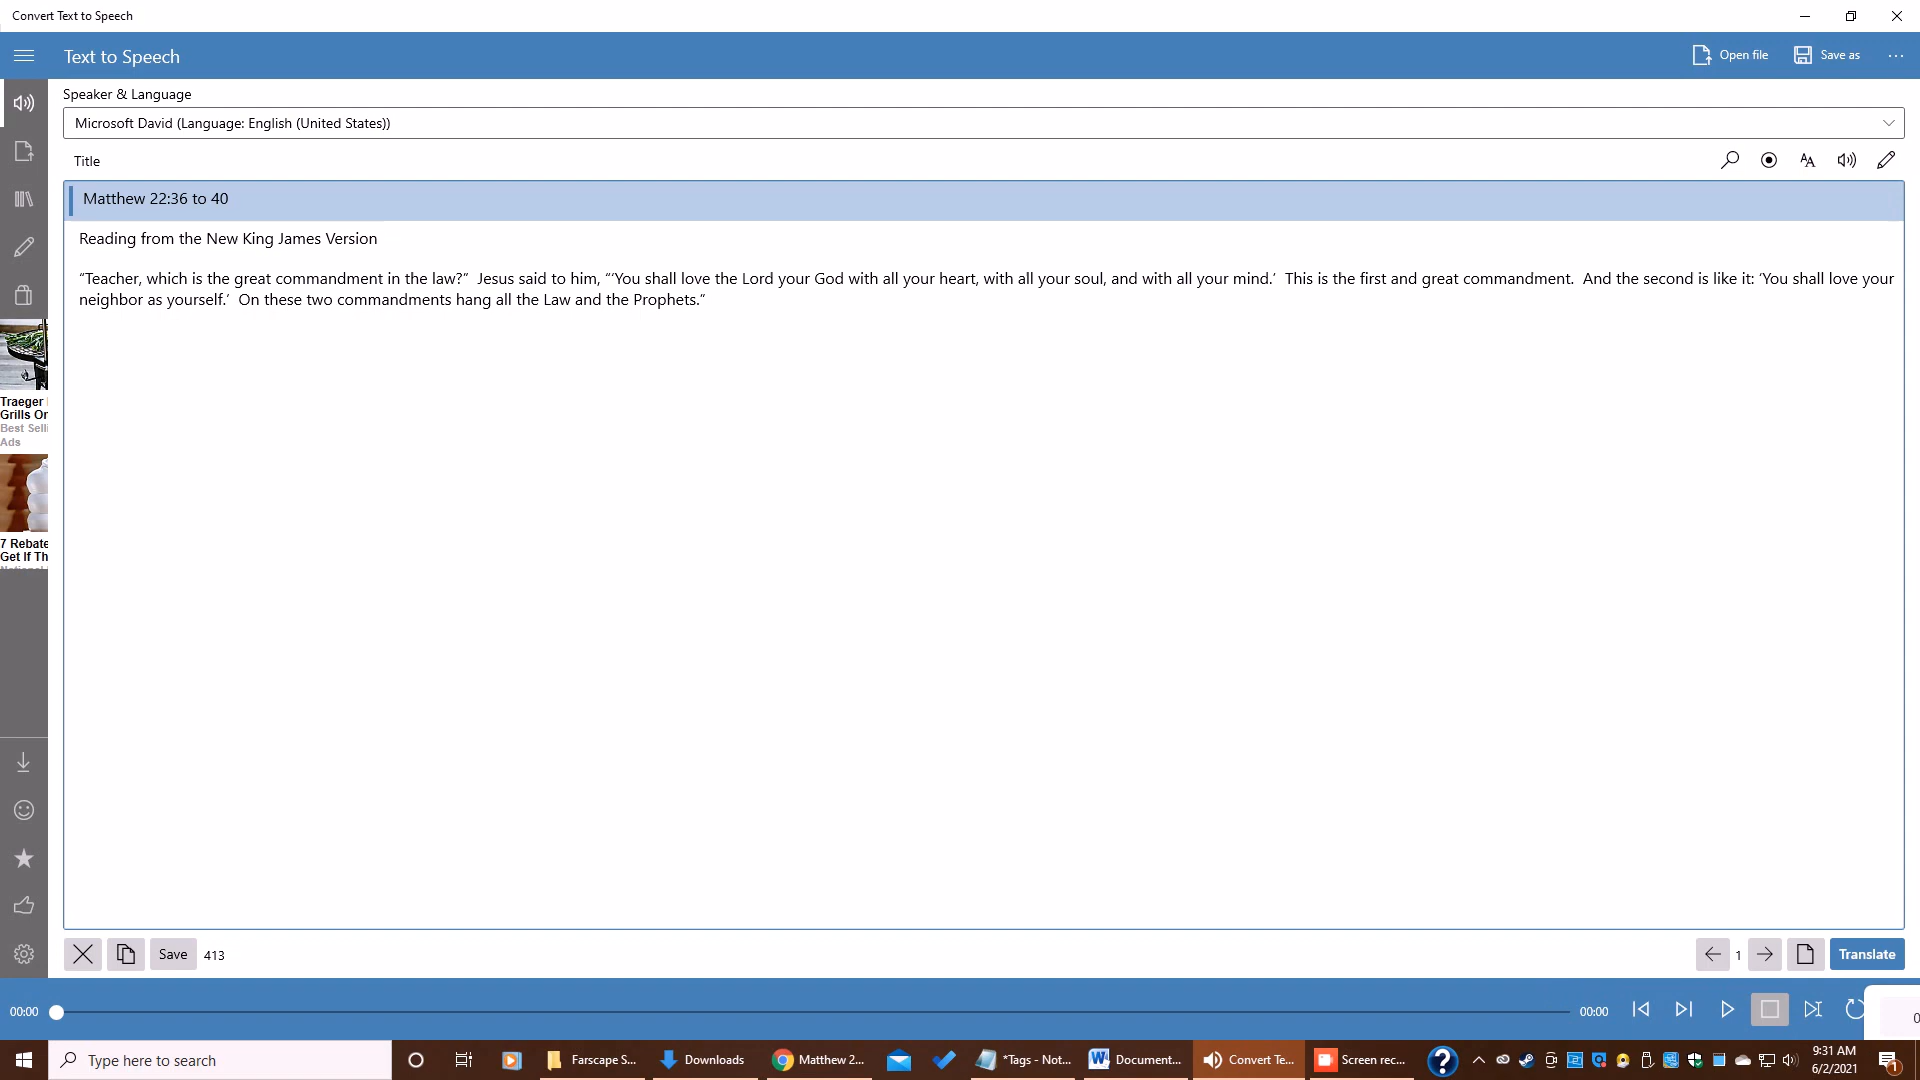 Convert Text to Speech
Text to Speech
Open file
Save as
Speaker & Language
Microsoft David (Language: English (United States))
Title
Matthew 22:36 to 40
Reading from the New King James Version
“Teacher, which is the great commandment in the law?”  Jesus said to him, “‘You shall love the Lord your God with all your heart, with all your soul, and with all your mind.’  This is the first and great commandment.  And the second is like it: ‘You shall love your
neighbor as yourself.’  On these two commandments hang all the Law and the Prophets.”
Traeger
Grills Or
Best Selli
Ads
7 Rebate
Get If Th
Save
413
1
Translate
00:00
00:00
0
Type here to search
Farscape S...
Downloads
Matthew 2...
*Tags - Not...
Document...
Convert Te...
Screen rec...
9:31 AM
6/2/2021
1